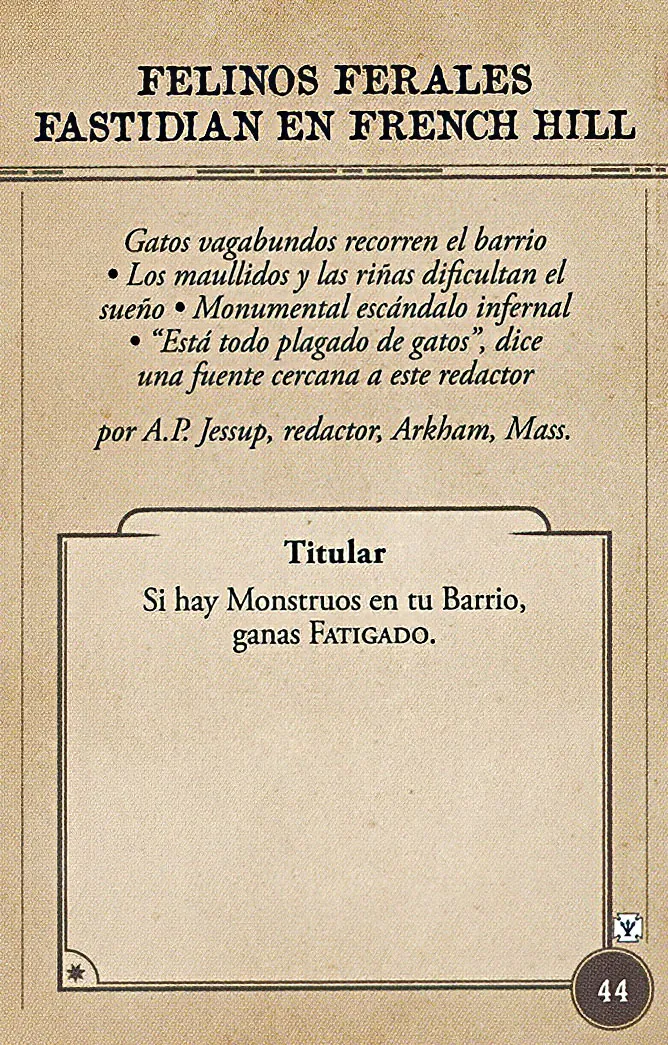 FELINOS FERALES
FASTIDIAN EN FRENCH HILL
Gatos vagabundos recorren el barrio
• Los maullidos y las riñas dificultan el
sueño • Monumental escándalo infernal
• “Está todo plagado de gatos”, dice
una fuente cercana a este redactor
por A.P. Jessup, redactor, Arkham, Mass.
Titular
Si hay Monstruos en tu Barrio,
ganas FATIGADO.
44